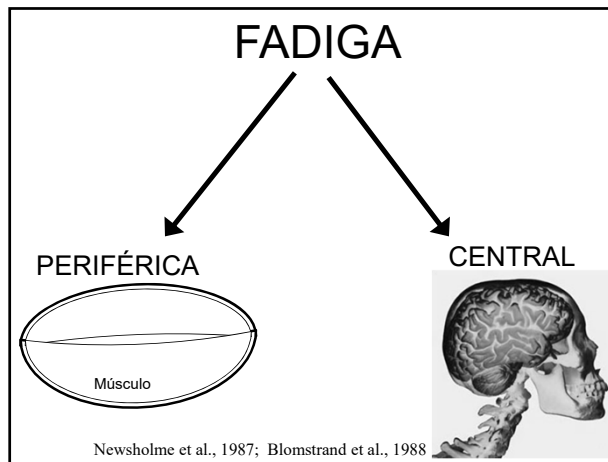 FADIGA
PERIFÉRICA
CENTRAL
Músculo
Newsholme et al., 1987; Blomstrand et al., 1988